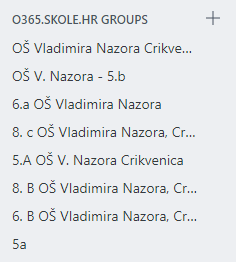 O365.SKOLE.HR GROUPS +
OŠ Vladimira Nazora Crikve...
OŠ V. Nazora - 5.b
6.a OŠ Vladimira Nazora
8. c OŠ Vladimira Nazora, Cr...
5.A OŠ V. Nazora Crikvenica
8. B OŠ Vladimira Nazora, Cr...
6. B OŠ Vladimira Nazora, Cr...
5a